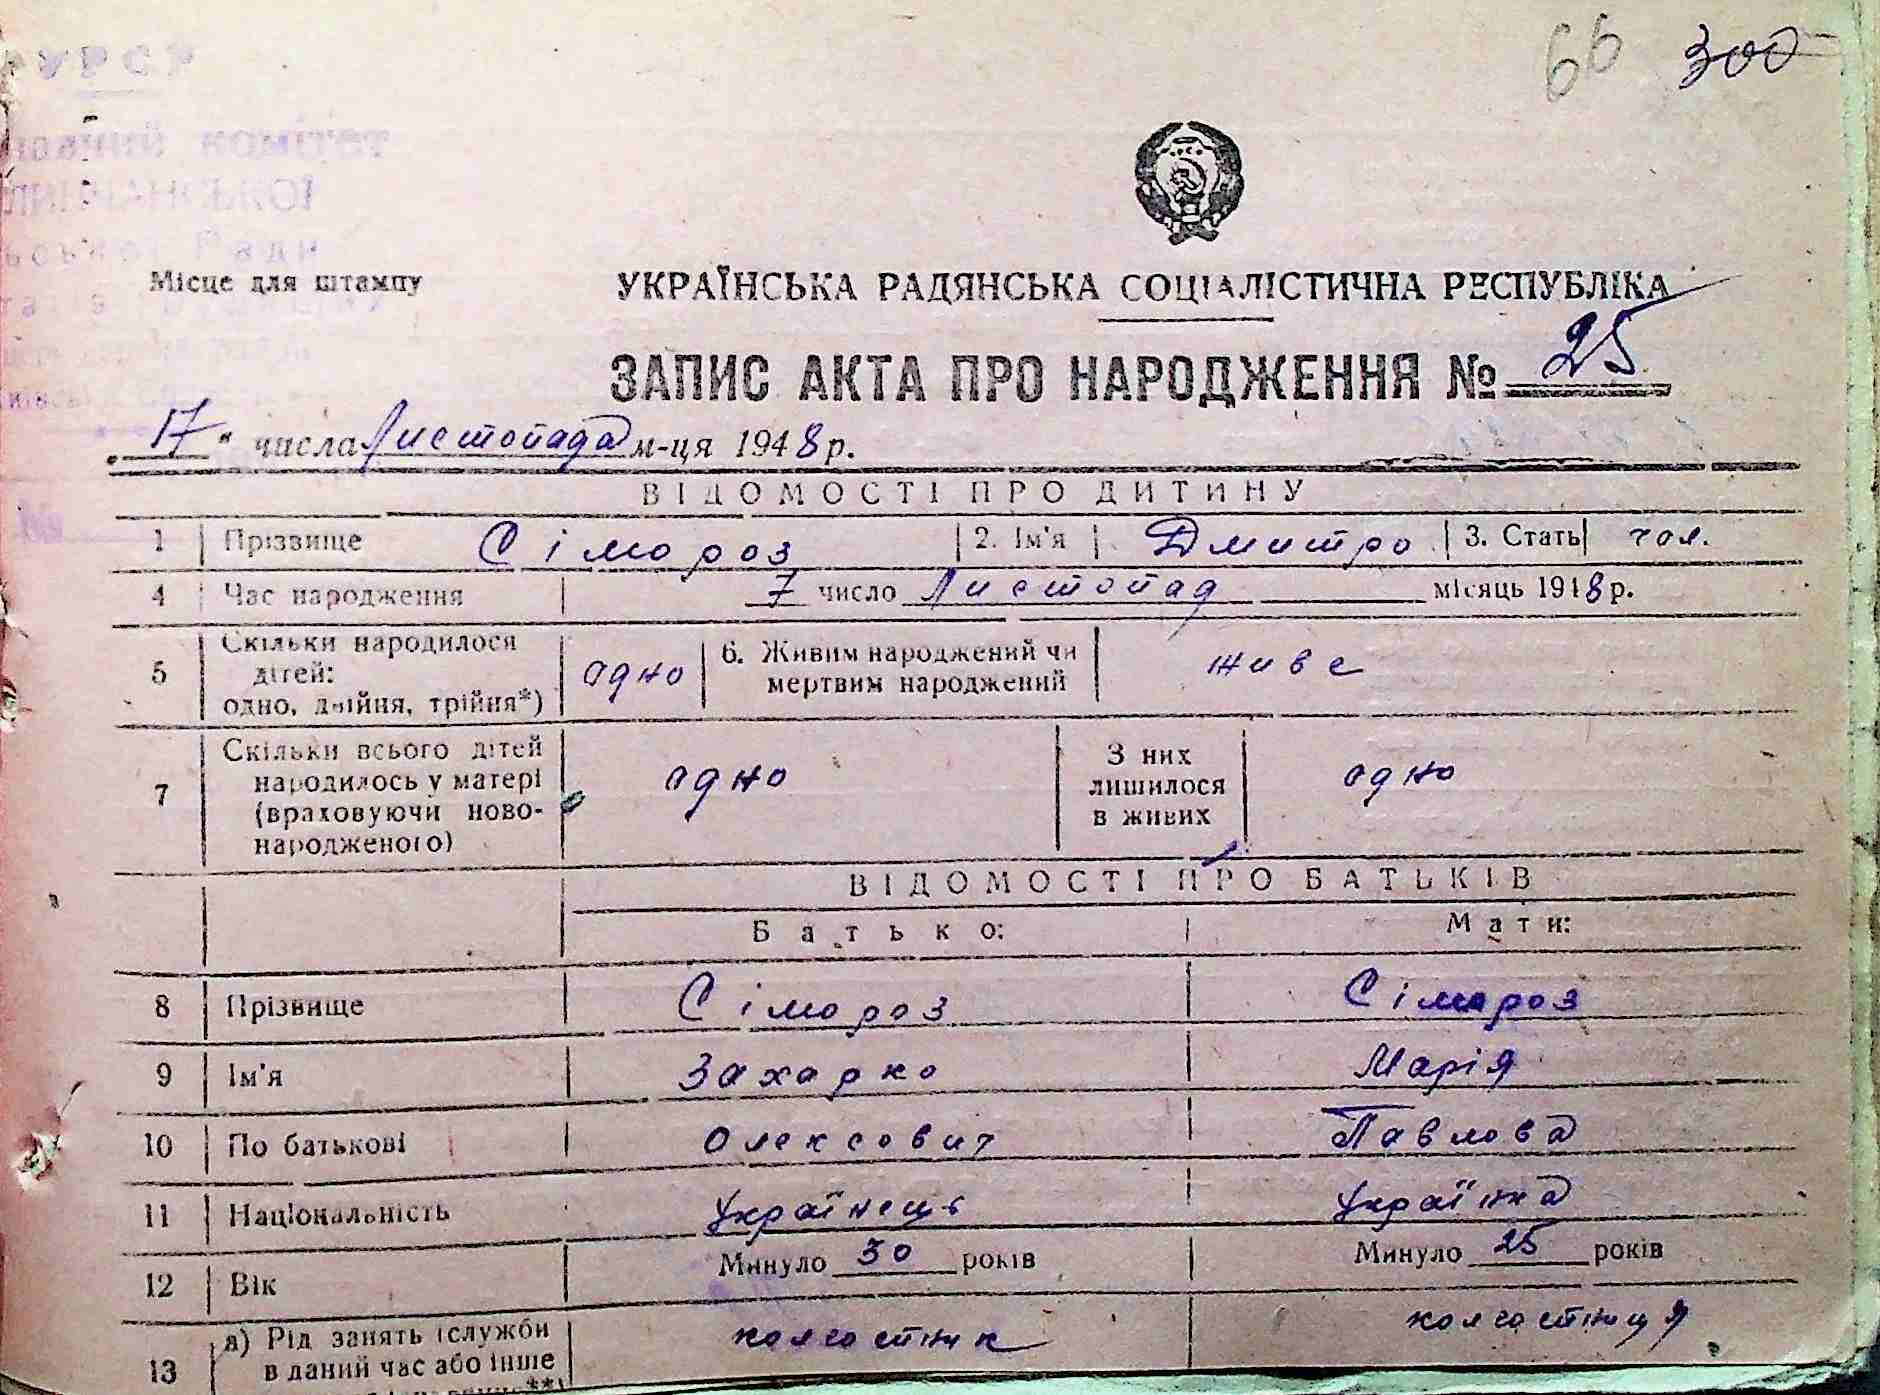 УРСР
66 300
комітет
Ради
Місце для штампу
УКРАЇНСЬКА РАДЯНСЬКА СОЦІАЛІСТИЧНА РЕСПУБЛІКА
ЗАПИС АКТА ПРО НАРОДЖЕННЯ № 25
„17" числа Листопада м-ця 1948 р.
№
ВІДОМОСТІ ПРО ДИТИНУ
1 Прізвище Сімороз 2. Ім'я Дмитро 3. Стать чол.
4 Час народження 7 число Листопад місяць 1948 р.
5 Скільки народилося дітей: одно, двійня, трійня*) одно 6. Живим народжений чи мертвим народжений живе
7 Скільки всього дітей народилось у матері (враховуючи новонародженого) одно З них лишилося в живих одно
ВІДОМОСТІ ПРО БАТЬКІВ
Батько: Мати:
8 Прізвище Сімороз Сімороз
9 Ім'я Захарко Марія
10 По батькові Олексович Павлова
11 Національність Українець Українка
12 Вік Минуло 30 років Минуло 25 років
13 а) Рід занять (служби в даний час або інше колгостінк колгостінця